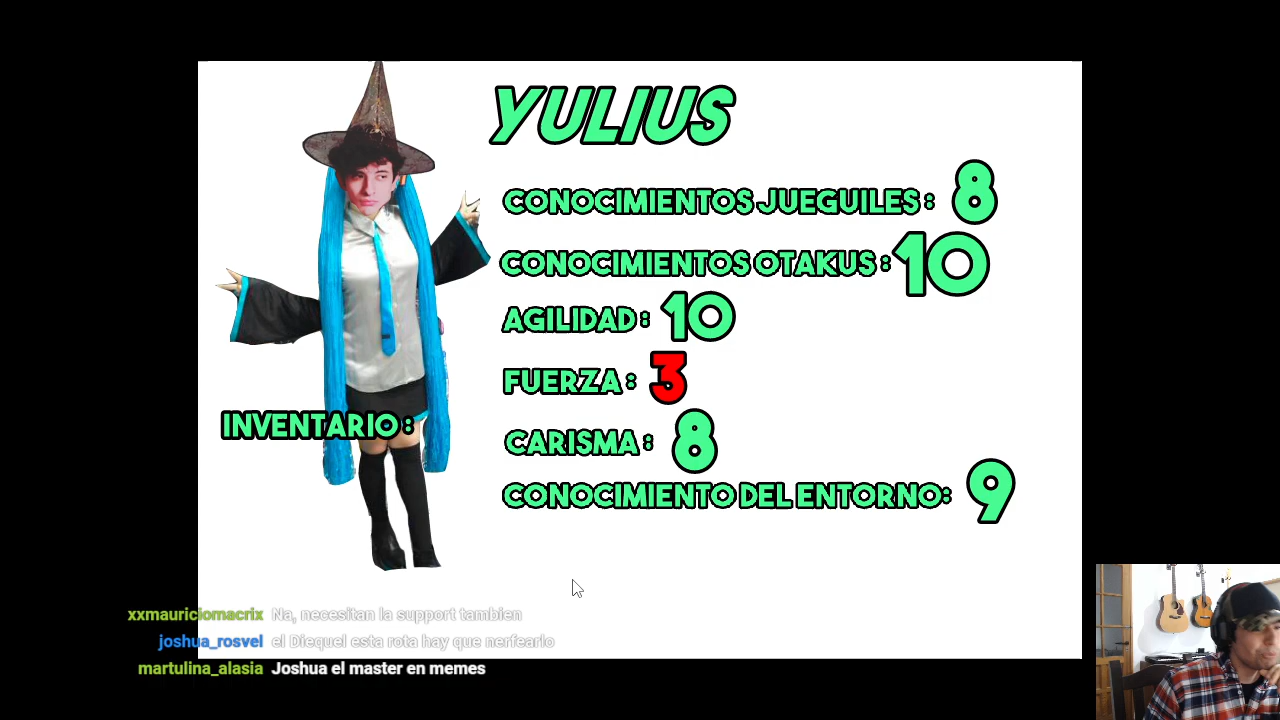 YULIUS
CONOCIMIENTOS JUEGUILES : 8
CONOCIMIENTOS OTAKUS : 10
AGILIDAD : 10
FUERZA : 3
INVENTARIO :
CARISMA : 8
CONOCIMIENTO DEL ENTORNO: 9
xxmauriciomacrix Na, necesitan la support tambien
joshua_rosvel el Diequel esta rota hay que nerfearlo
martulina_alasia Joshua el master en memes